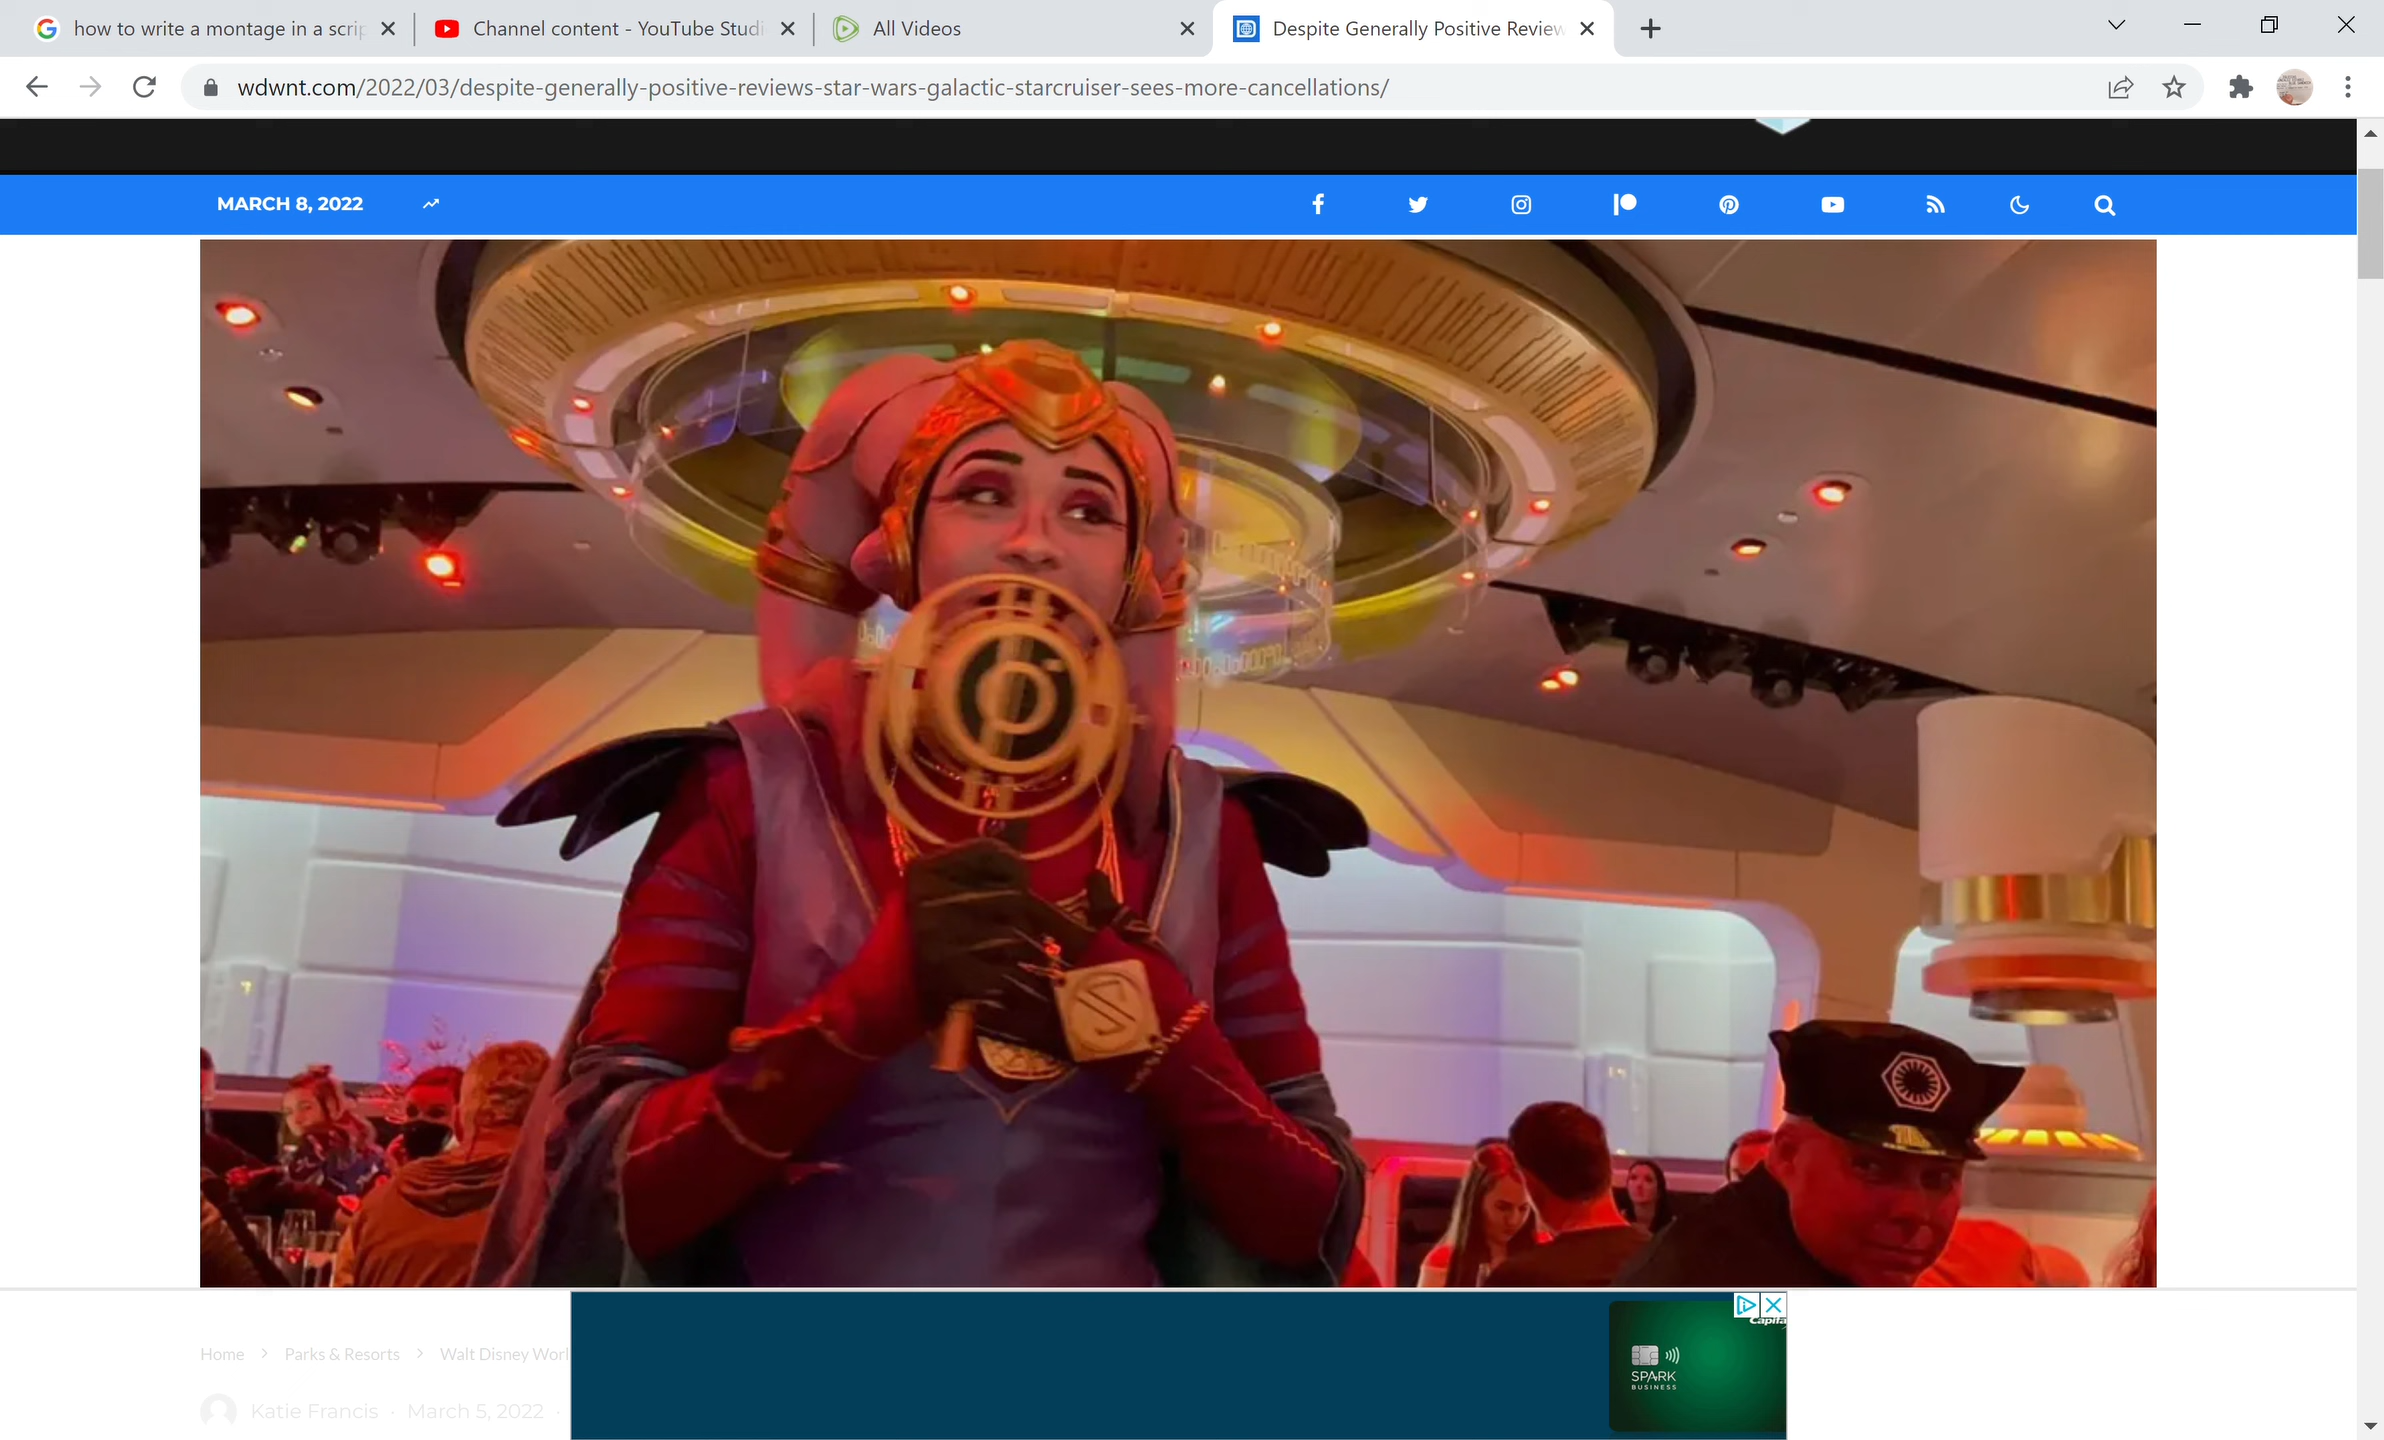 how to write a montage in a scrip
Channel content - YouTube Studi
All Videos
Despite Generally Positive Review
wdwnt.com/2022/03/despite-generally-positive-reviews-star-wars-galactic-starcruiser-sees-more-cancellations/
MARCH 8, 2022
Capita
SPARK
BUSINESS
Home > Parks & Resorts > Walt Disney Worl
Katie Francis · March 5, 2022 ·